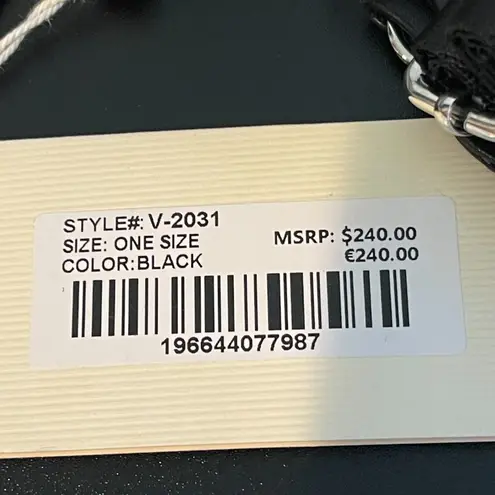 STYLE#: V-2031
SIZE: ONE SIZE
COLOR:BLACK
MSRP: $240.00
€240.00
196644077987